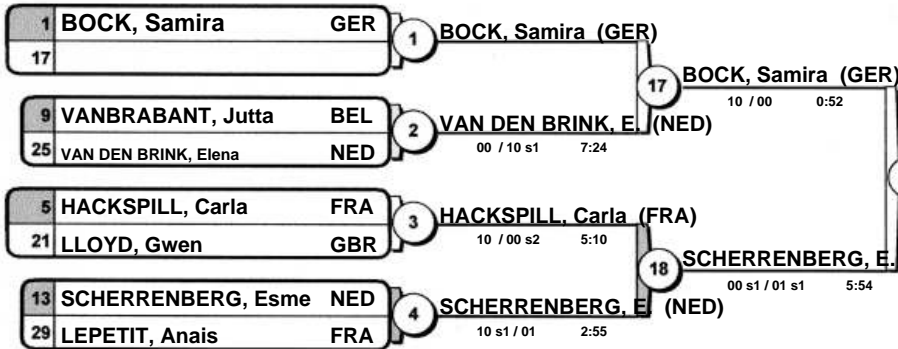 1 BOCK, Samira GER
17
1 BOCK, Samira (GER)
9 VANBRABANT, Jutta BEL
25 VAN DEN BRINK, Elena NED
2 VAN DEN BRINK, E. (NED)
00 / 10 s1 7:24
17 BOCK, Samira (GER)
10 / 00 0:52
5 HACKSPILL, Carla FRA
21 LLOYD, Gwen GBR
3 HACKSPILL, Carla (FRA)
10 / 00 s2 5:10
13 SCHERRENBERG, Esme NED
29 LEPETIT, Anais FRA
4 SCHERRENBERG, E. (NED)
10 s1 / 01 2:55
18 SCHERRENBERG, E.
00 s1 / 01 s1 5:54